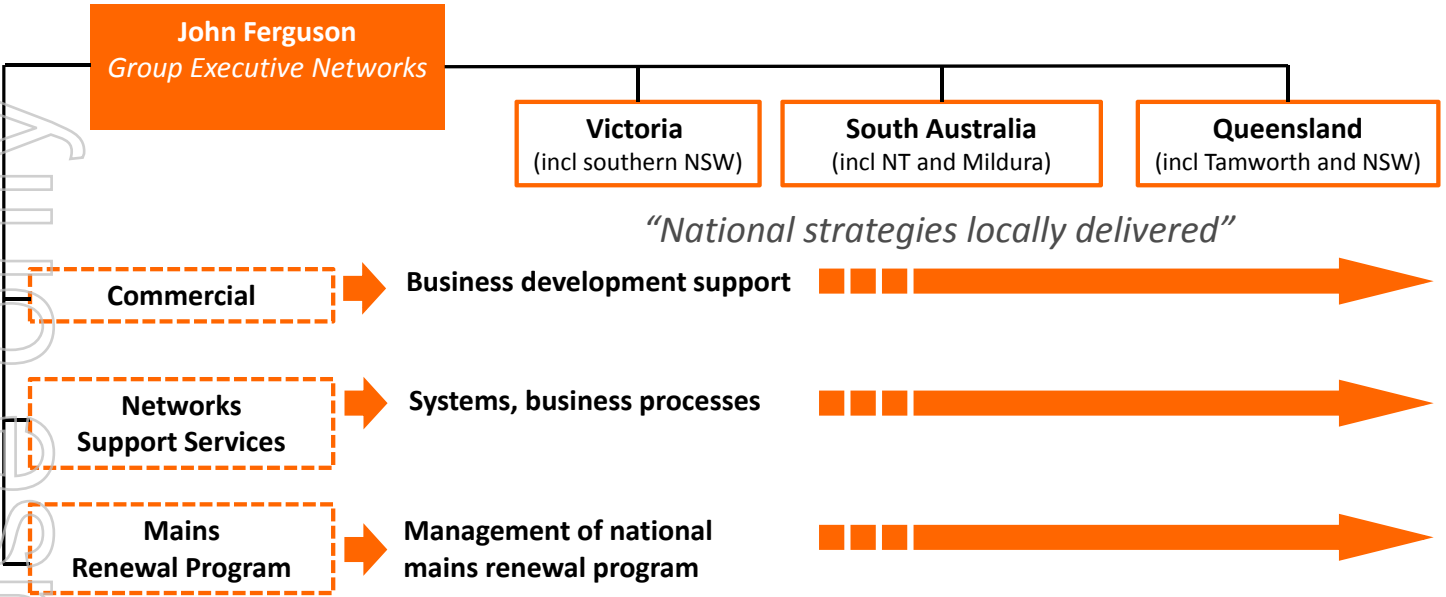 John Ferguson
Group Executive Networks
Victoria
(incl southern NSW)
South Australia
(incl NT and Mildura)
Queensland
(incl Tamworth and NSW)
“National strategies locally delivered”
Commercial
Business development support
Networks
Support Services
Systems, business processes
Mains
Renewal Program
Management of national
mains renewal program
use only